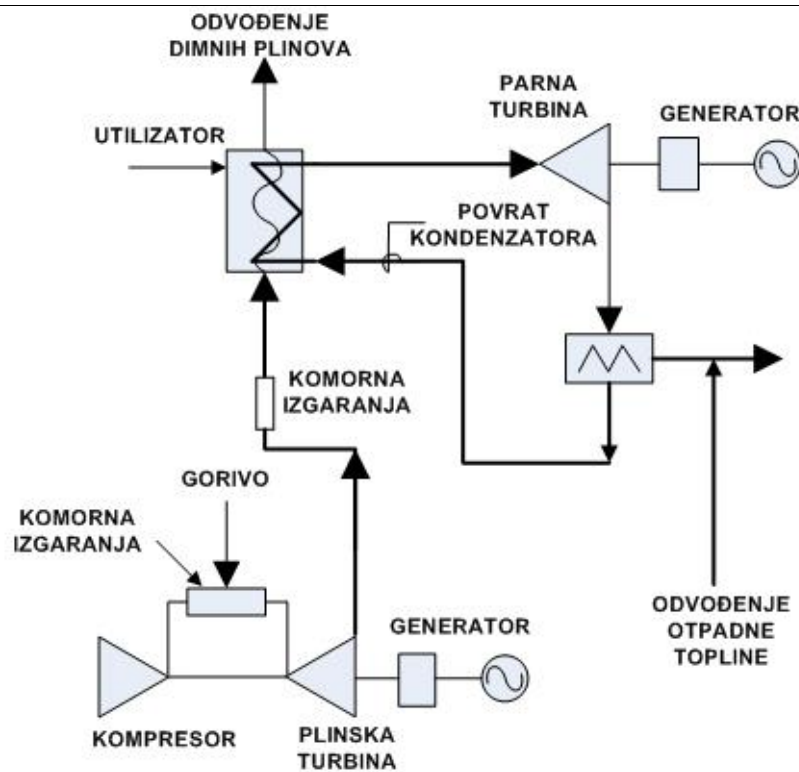 ODVOĐENJE
DIMNIH PLINOVA
PARNA
TURBINA
GENERATOR
UTILIZATOR
POVRAT
KONDENZATORA
KOMORNA
IZGARANJA
GORIVO
KOMORNA
IZGARANJA
GENERATOR
ODVOĐENJE
OTPADNE
TOPLINE
KOMPRESOR
PLINSKA
TURBINA